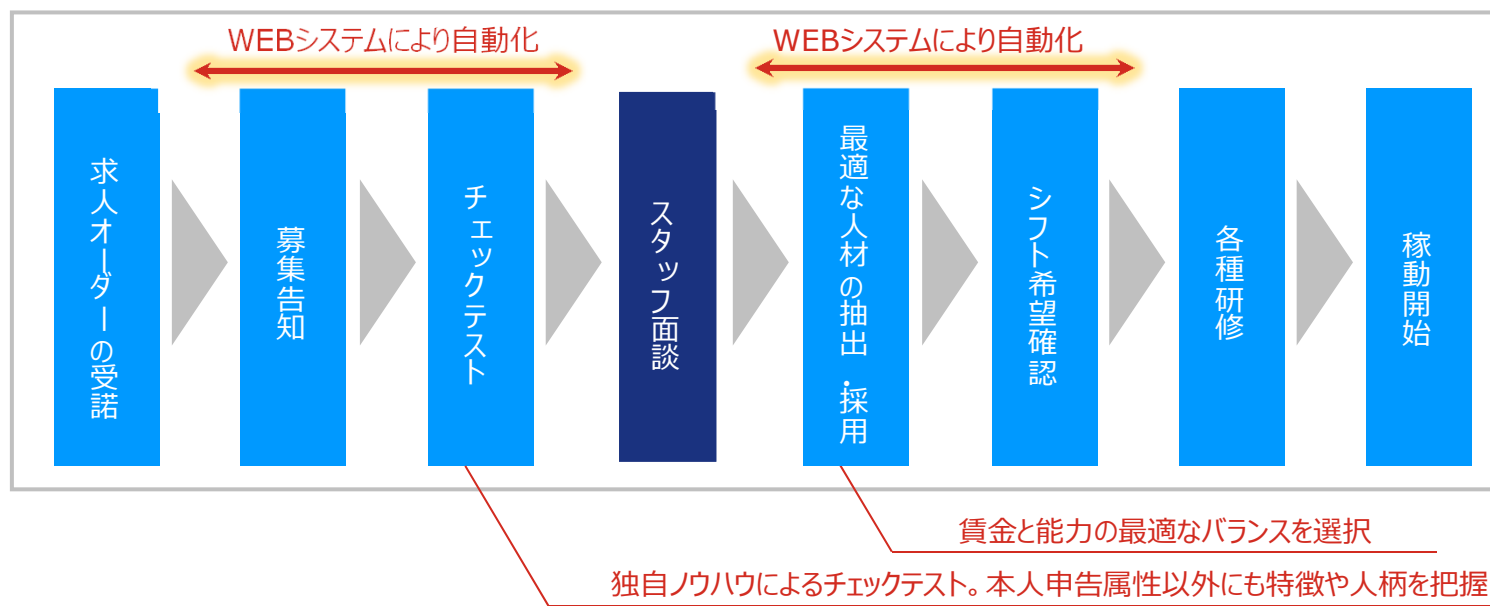 WEBシステムにより自動化
WEBシステムにより自動化
求人オーダーの受諾
募集告知
チェックテスト
スタッフ面談
最適な人材の抽出・採用
シフト希望確認
各種研修
稼動開始
賃金と能力の最適なバランスを選択
独自ノウハウによるチェックテスト。本人申告属性以外にも特徴や人柄を把握